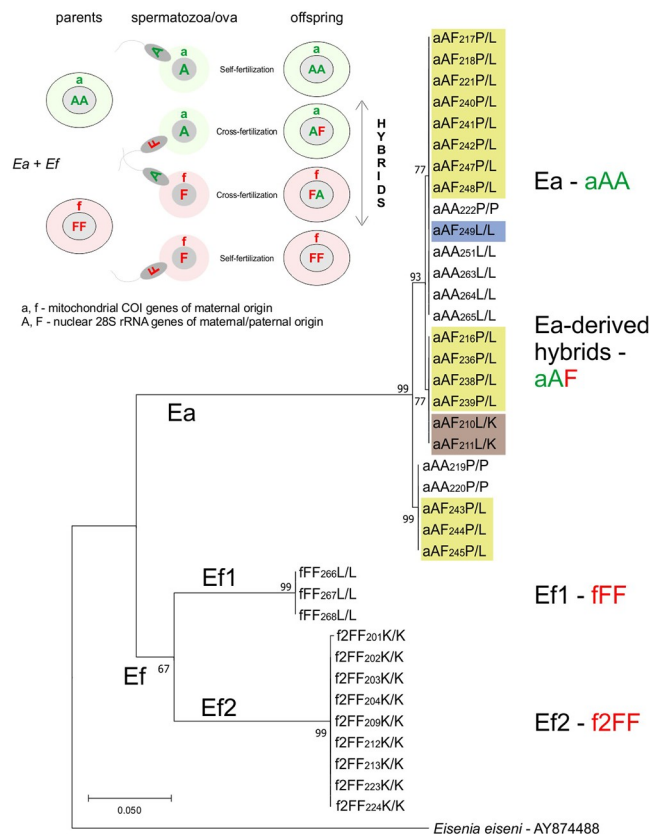 parents spermatozoa/ova offspring
a
A
A
Self-fertilization
a
AA
a
AA
a
F
A
Cross-fertilization
a
AF
Ea + Ef
HYBRIDS
f
A
F
Cross-fertilization
f
FA
f
FF
f
F
F
Self-fertilization
f
FF
a, f - mitochondrial COI genes of maternal origin
A, F - nuclear 28S rRNA genes of maternal/paternal origin
aAF217P/L
aAF218P/L
aAF221P/L
aAF240P/L
aAF241P/L
aAF242P/L
aAF247P/L
aAF248P/L
aAA222P/P
aAF249L/L
aAA251L/L
aAA263L/L
aAA264L/L
aAA265L/L
aAF216P/L
aAF236P/L
aAF238P/L
aAF239P/L
aAF210L/K
aAF211L/K
aAA219P/P
aAA220P/P
aAF243P/L
aAF244P/L
aAF245P/L
77
93
99
77
99
Ea
Ea - aAA
Ea-derived
hybrids -
aAF
Ef1
99
fFF266L/L
fFF267L/L
fFF268L/L
Ef1 - fFF
Ef
67
Ef2
99
f2FF201K/K
f2FF202K/K
f2FF203K/K
f2FF204K/K
f2FF209K/K
f2FF212K/K
f2FF213K/K
f2FF223K/K
f2FF224K/K
Ef2 - f2FF
0.050
Eisenia eiseni - AY874488